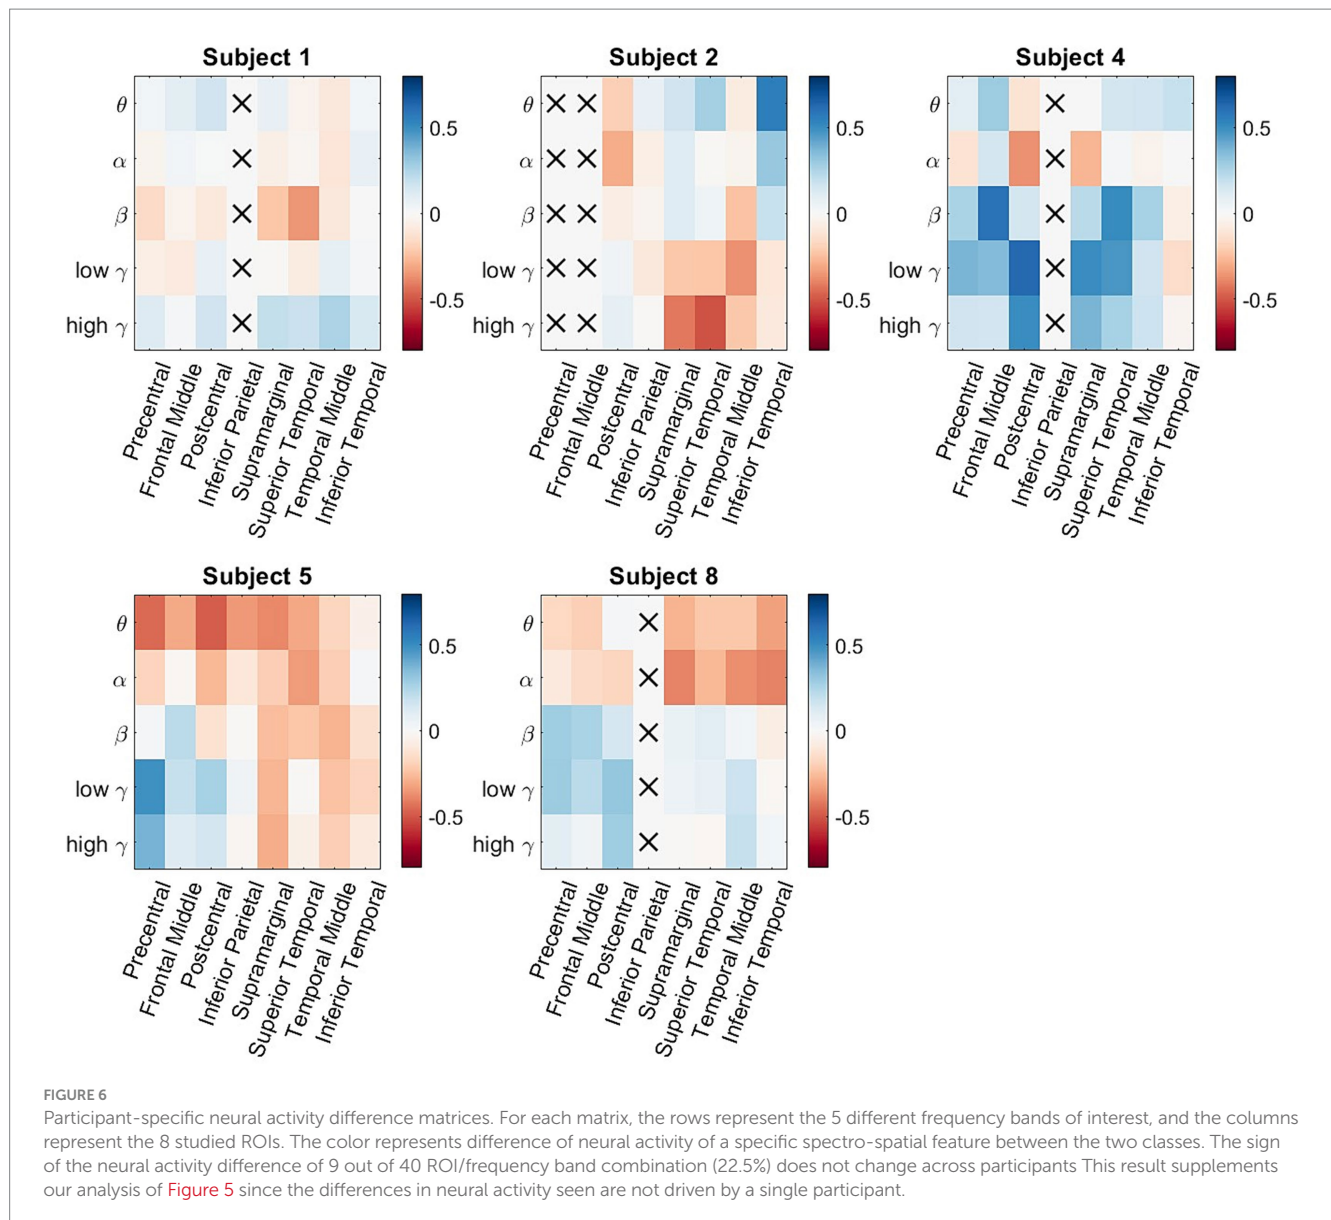 Subject 1
θ
α
β
low γ
high γ
0.5
0
-0.5
Precentral
Frontal Middle
Postcentral
Inferior Parietal
Supramarginal
Superior Temporal
Temporal Middle
Inferior Temporal
Subject 2
θ
α
β
low γ
high γ
0.5
0
-0.5
Precentral
Frontal Middle
Postcentral
Inferior Parietal
Supramarginal
Superior Temporal
Temporal Middle
Inferior Temporal
Subject 4
θ
α
β
low γ
high γ
0.5
0
-0.5
Precentral
Frontal Middle
Postcentral
Inferior Parietal
Supramarginal
Superior Temporal
Temporal Middle
Inferior Temporal
Subject 5
θ
α
β
low γ
high γ
0.5
0
-0.5
Precentral
Frontal Middle
Postcentral
Inferior Parietal
Supramarginal
Superior Temporal
Temporal Middle
Inferior Temporal
Subject 8
θ
α
β
low γ
high γ
0.5
0
-0.5
Precentral
Frontal Middle
Postcentral
Inferior Parietal
Supramarginal
Superior Temporal
Temporal Middle
Inferior Temporal
FIGURE 6
Participant-specific neural activity difference matrices. For each matrix, the rows represent the 5 different frequency bands of interest, and the columns
represent the 8 studied ROIs. The color represents difference of neural activity of a specific spectro-spatial feature between the two classes. The sign
of the neural activity difference of 9 out of 40 ROI/frequency band combination (22.5%) does not change across participants This result supplements
our analysis of Figure 5 since the differences in neural activity seen are not driven by a single participant.